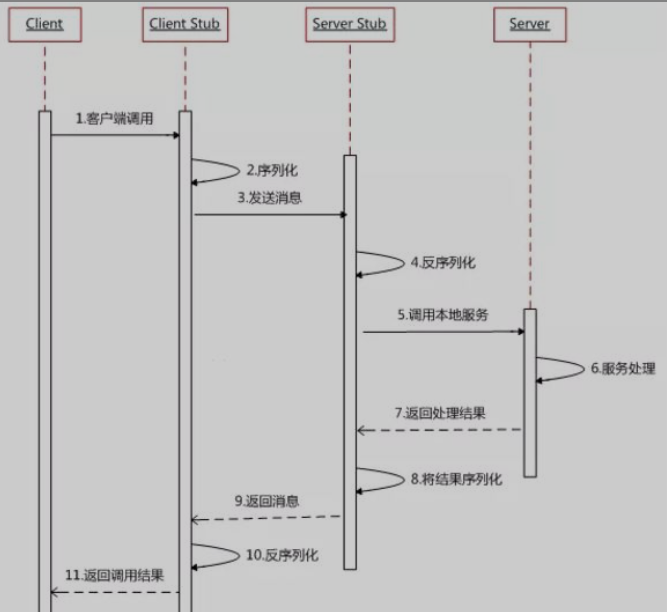 Client
Client Stub
Server Stub
Server
1.客户端调用
2.序列化
3.发送消息
4.反序列化
5.调用本地服务
6.服务处理
7.返回处理结果
8.将结果序列化
9.返回消息
10.反序列化
11.返回调用结果